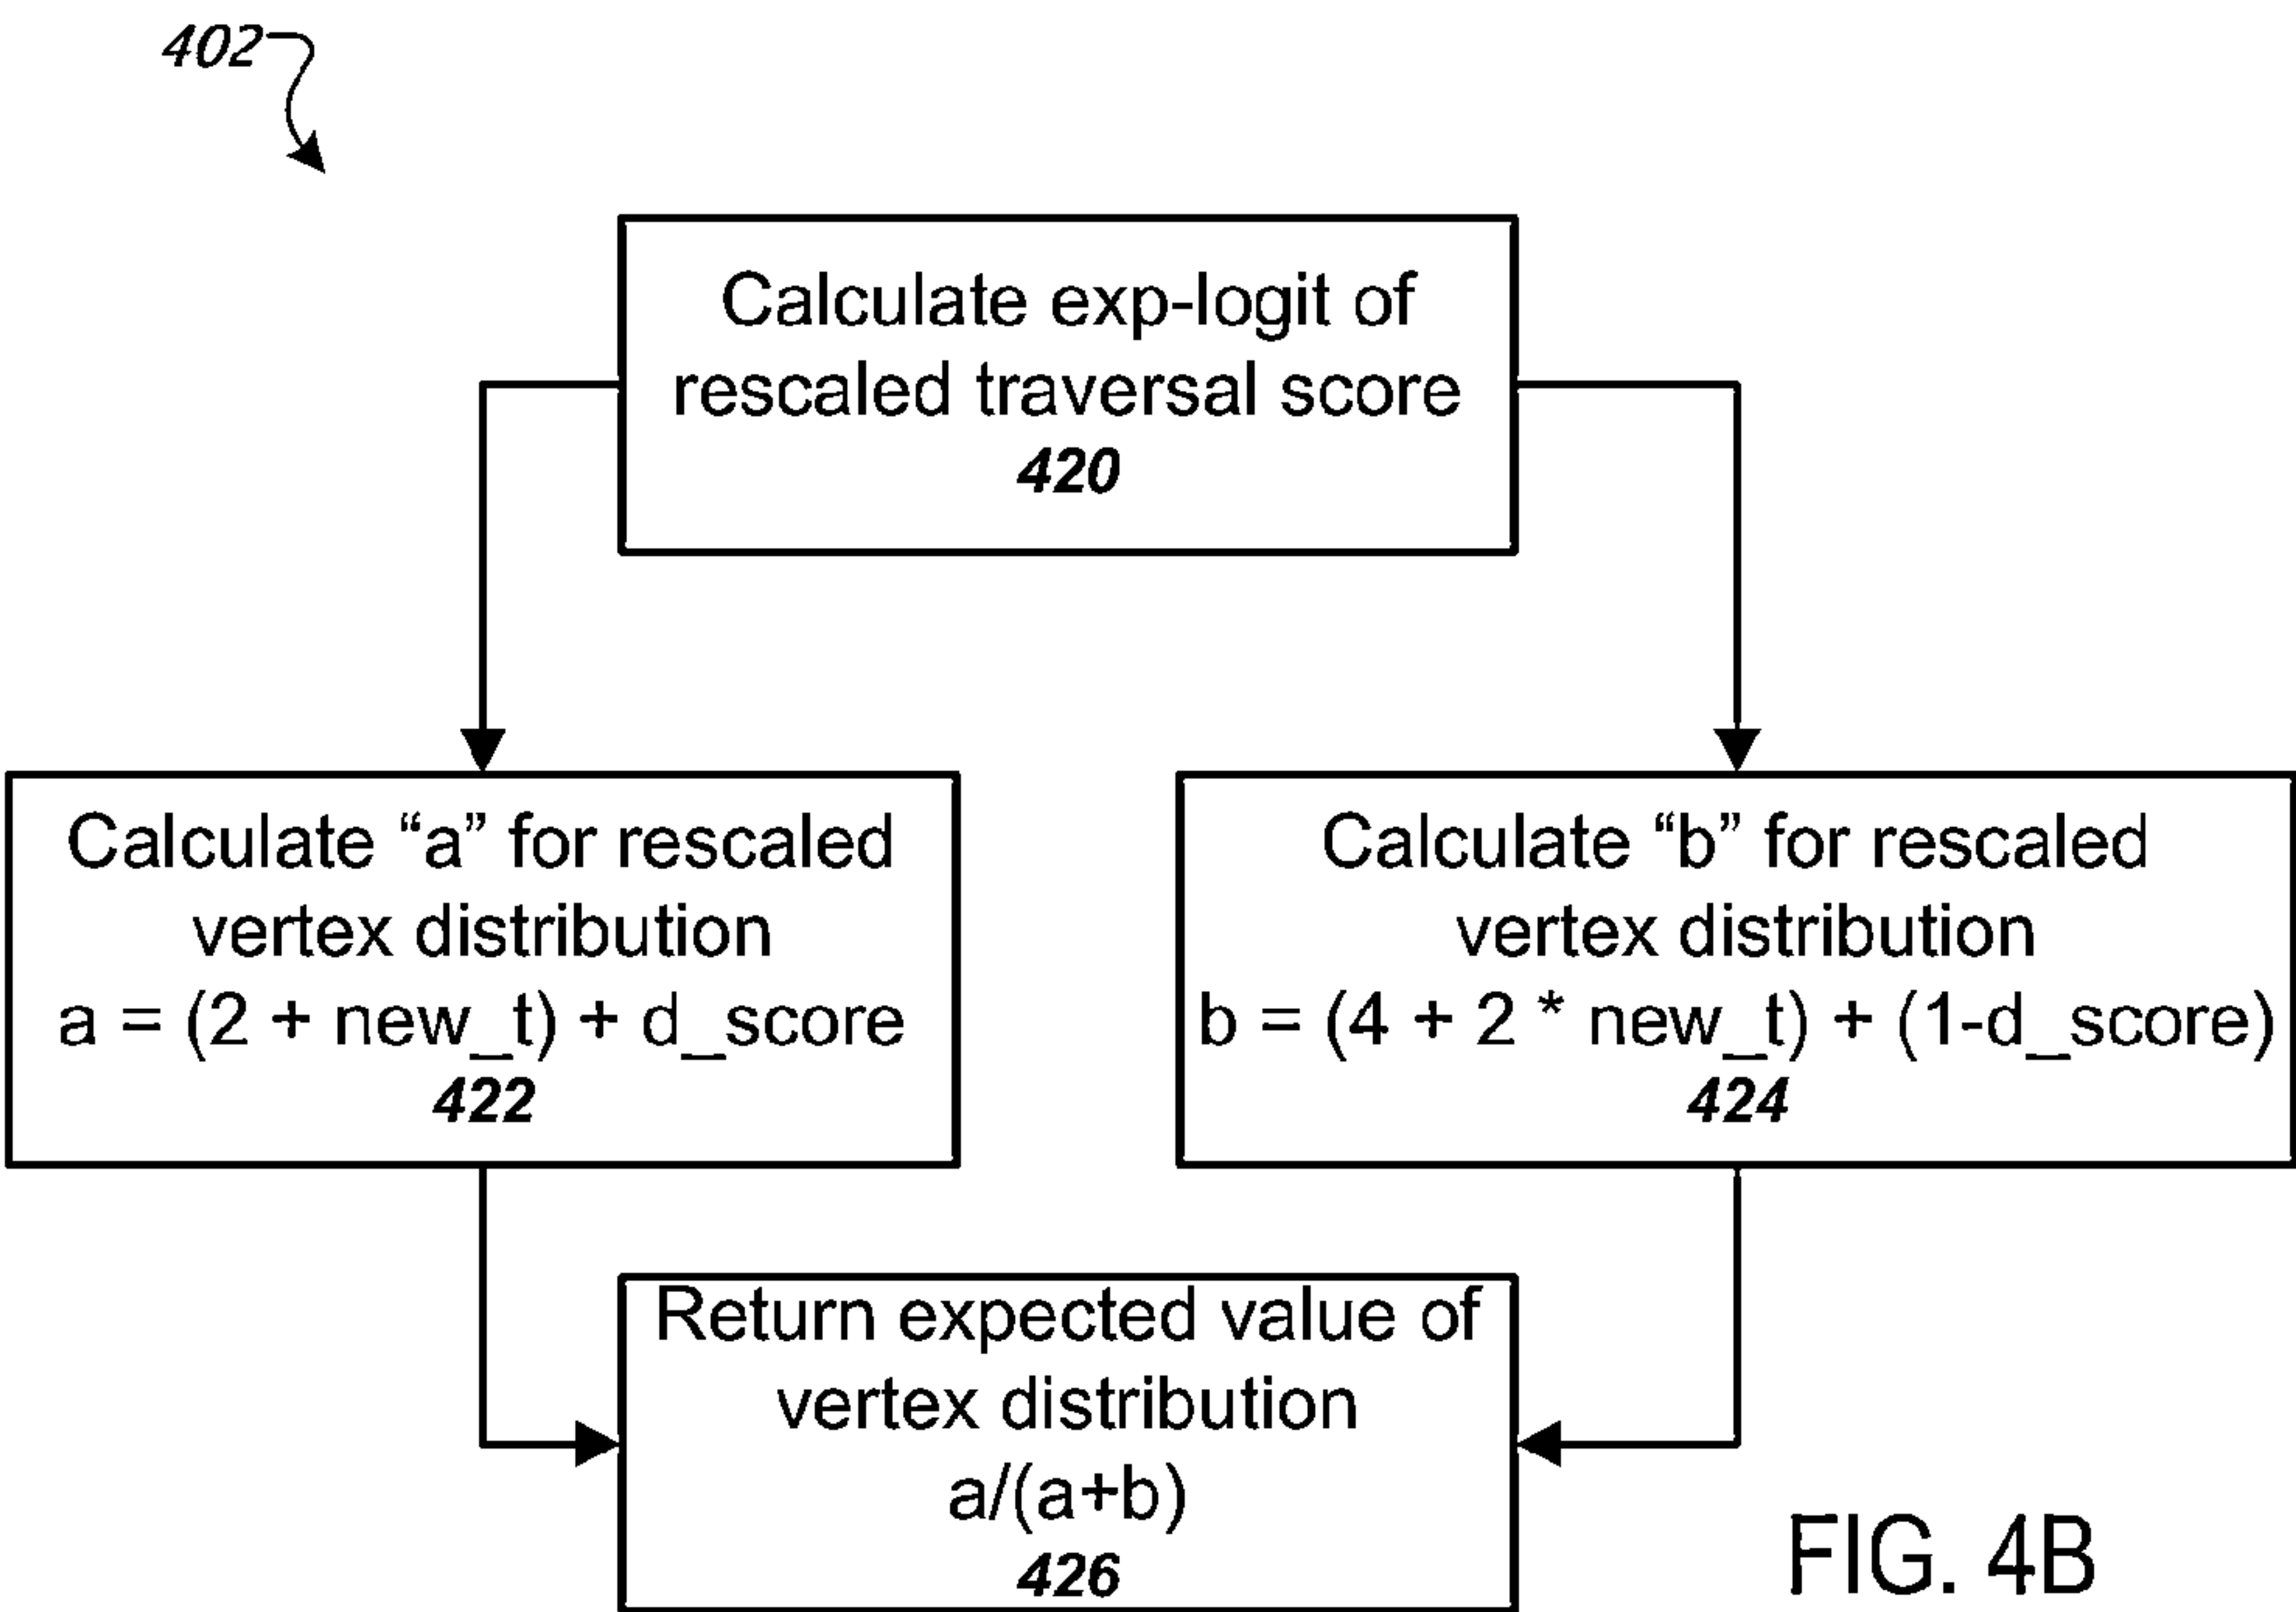 402
Calculate exp-logit of
rescaled traversal score
420
Calculate “a” for rescaled
vertex distribution
a = (2 + new_t) + d_score
422
Calculate “b” for rescaled
vertex distribution
b = (4 + 2 * new_t) + (1-d_score)
424
Return expected value of
vertex distribution
a/(a+b)
426
FIG. 4B